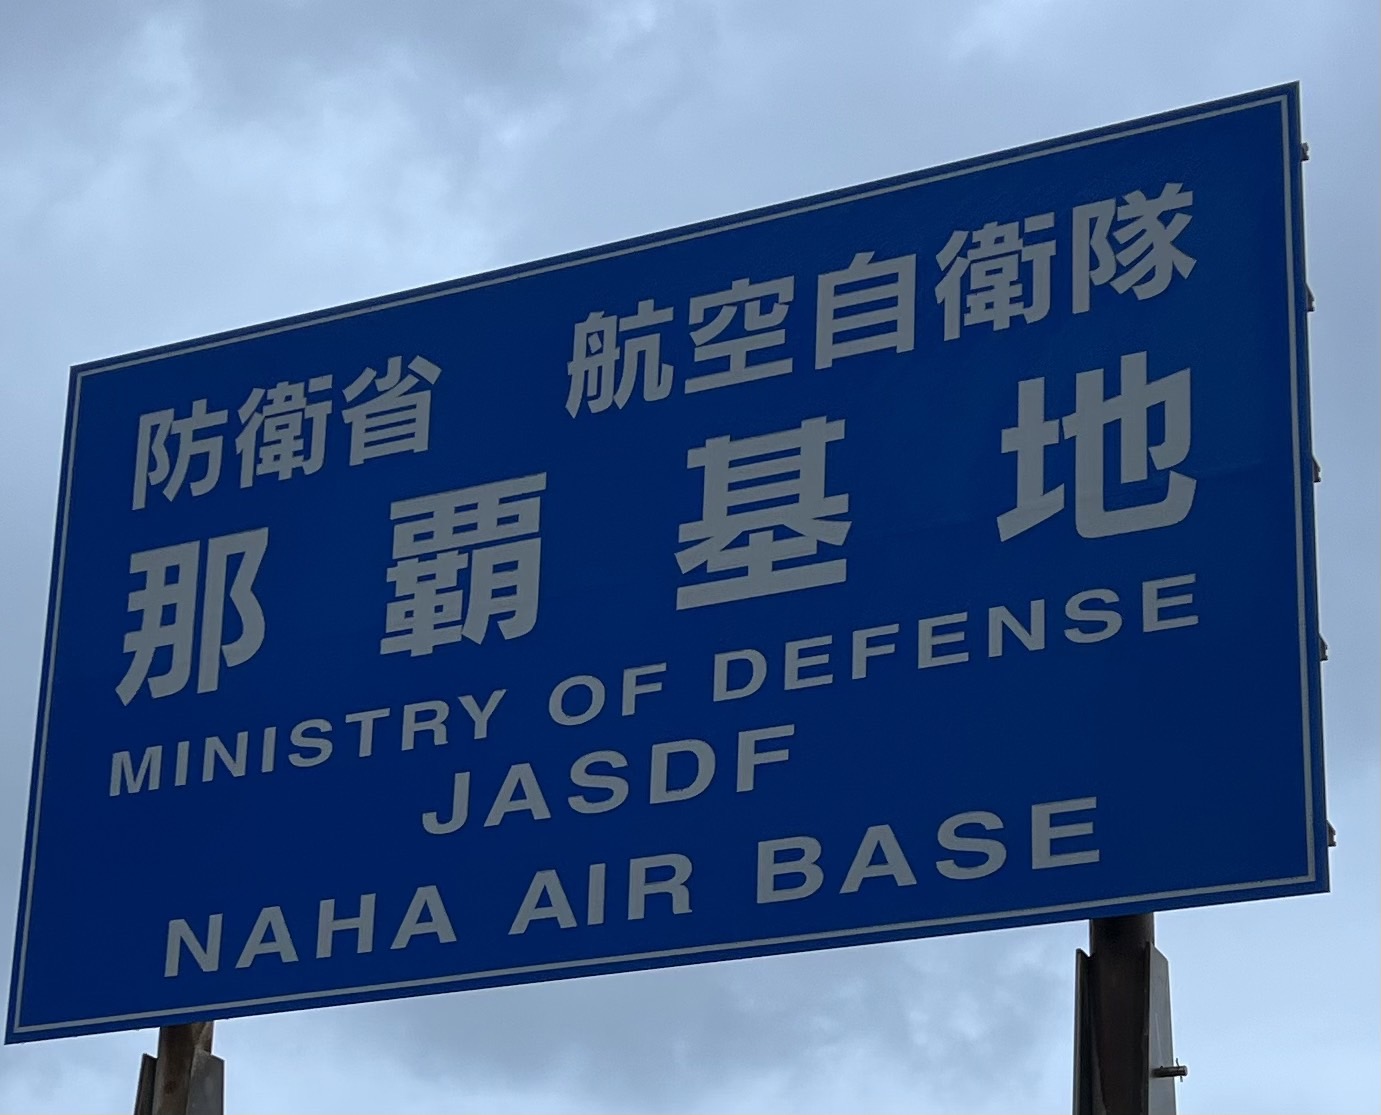 防衛省 航空自衛隊
那覇基地
MINISTRY OF DEFENSE
JASDF
NAHA AIR BASE